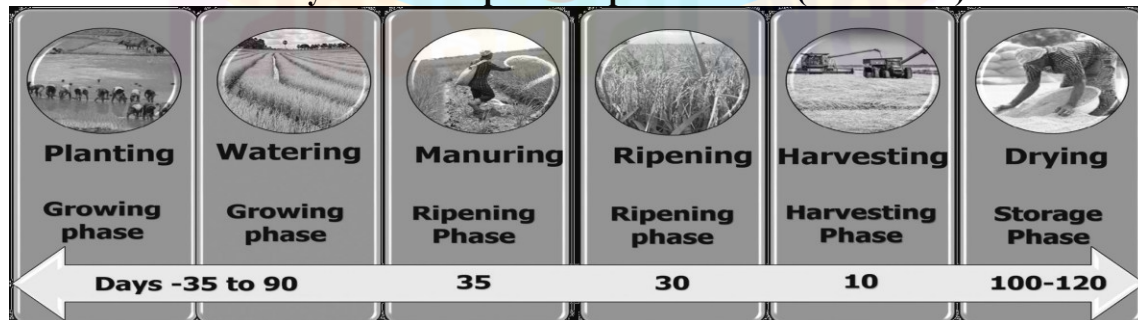 Planting
Growing
phase
Watering
Growing
phase
Manuring
Ripening
Phase
Ripening
Ripening
phase
Harvesting
Harvesting
Phase
Drying
Storage
Phase
Days -35 to 90
35
30
10
100-120